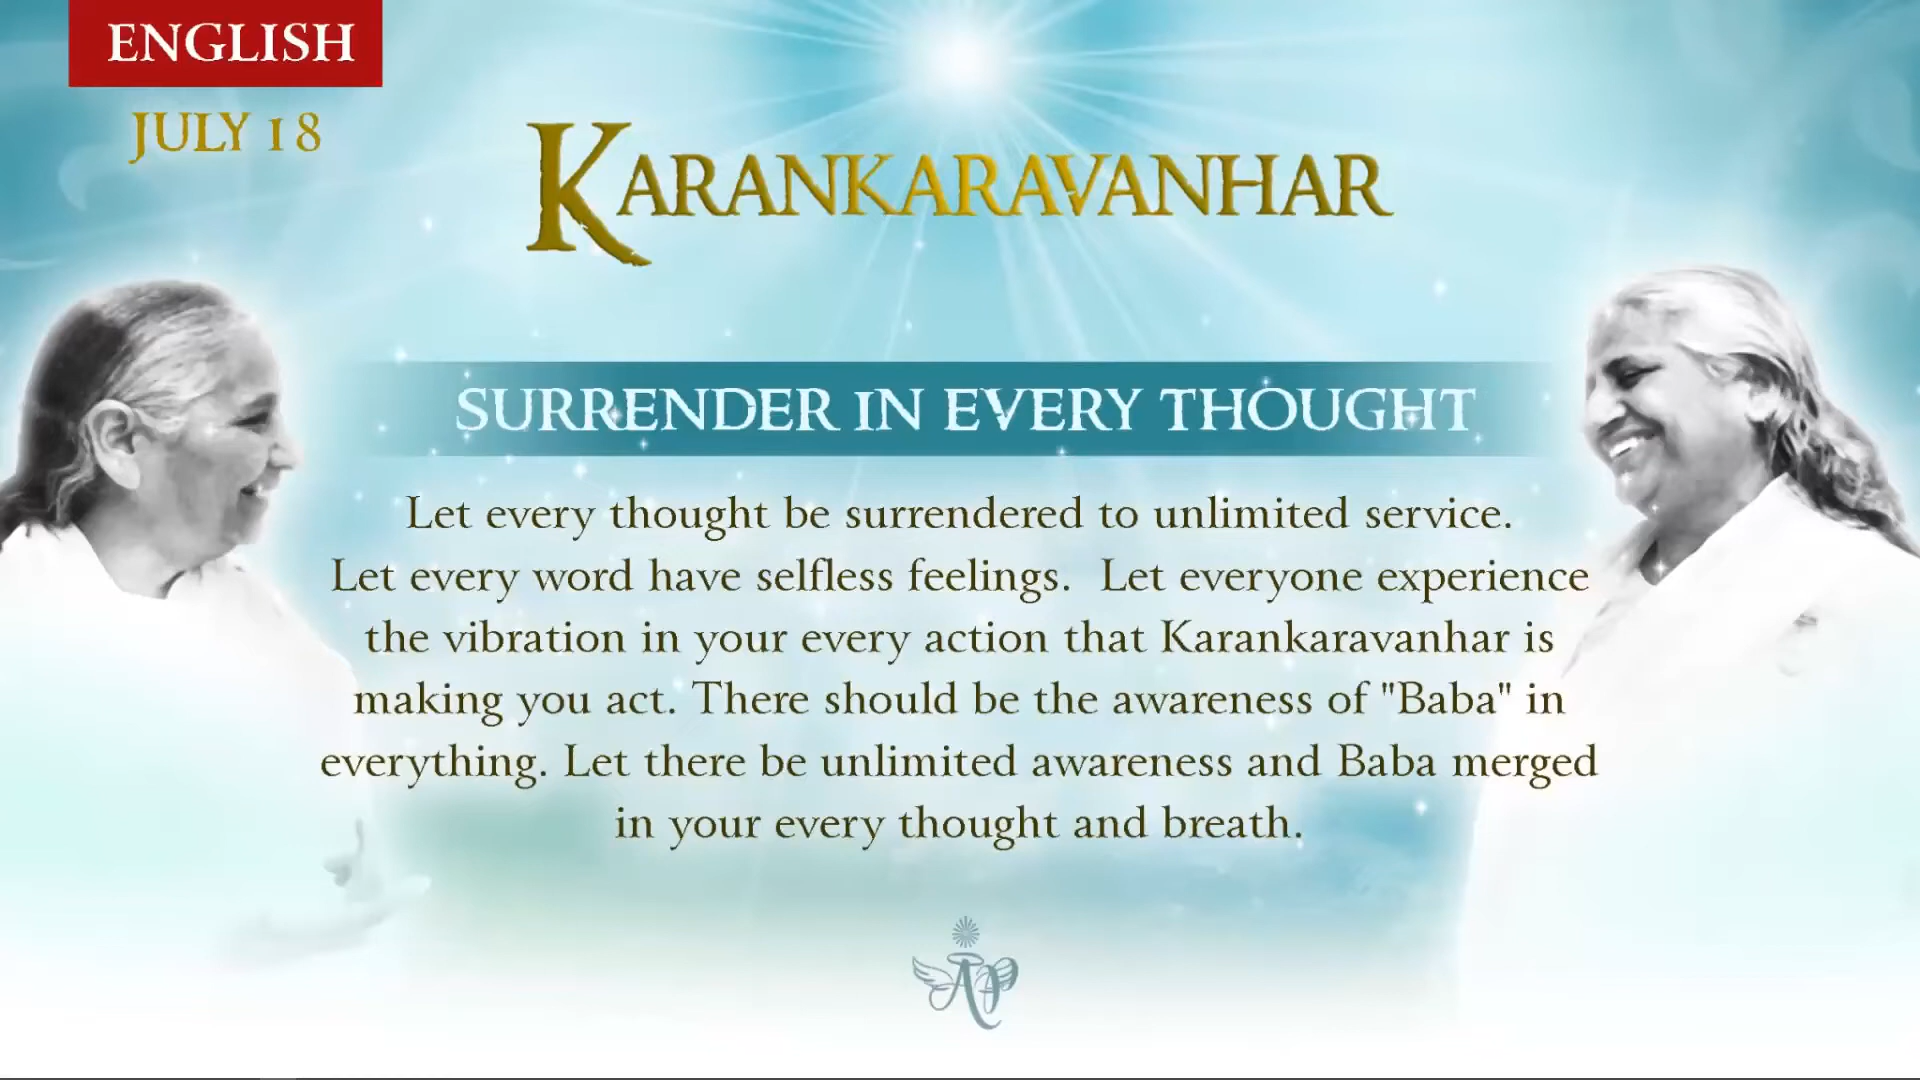 ENGLISH
JULY 18
KARANKARAVANHAR
SURRENDER IN EVERY THOUGHT
Let every thought be surrendered to unlimited service.
Let every word have selfless feelings.  Let everyone experience
the vibration in your every action that Karankaravanhar is
making you act. There should be the awareness of "Baba" in
everything. Let there be unlimited awareness and Baba merged
in your every thought and breath.
AP